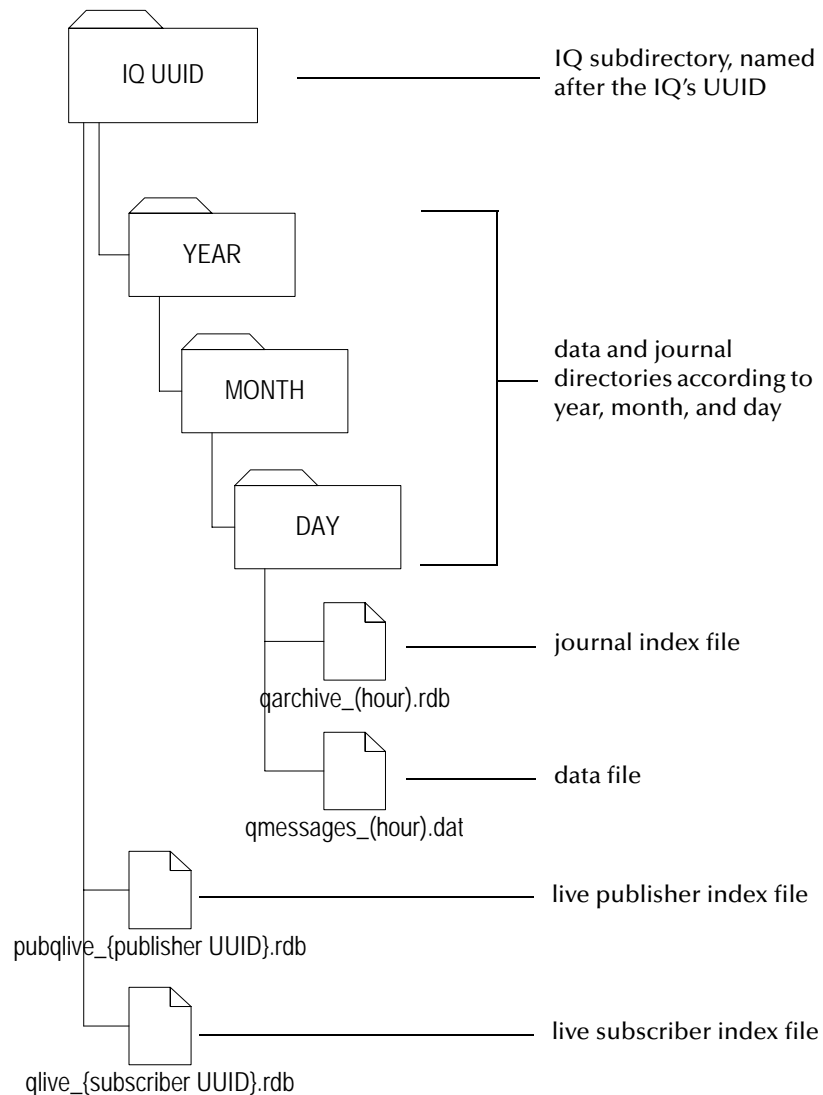 IQ UUID
IQ subdirectory, named
after the IQ's UUID
YEAR
MONTH
DAY
data and journal
directories according to
year, month, and day
journal index file
qarchive_(hour).rdb
data file
qmessages_(hour).dat
live publisher index file
pubqlive_{publisher UUID}.rdb
live subscriber index file
qlive_{subscriber UUID}.rdb